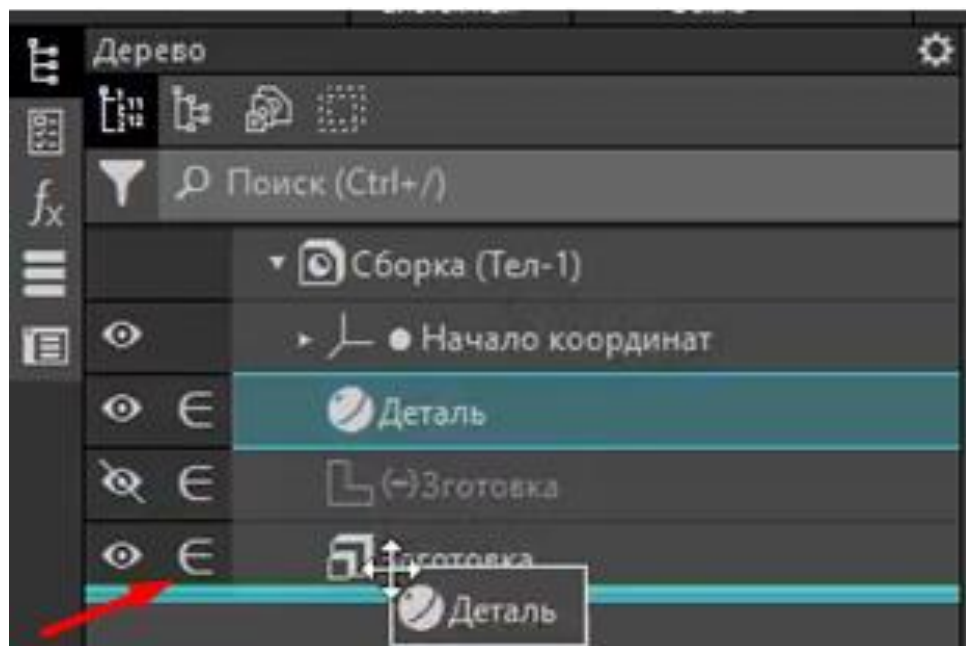 Дерево
Поиск (Ctrl+/)
Сборка (Тел-1)
Начало координат
Деталь
(-)Зготовка
Деталь